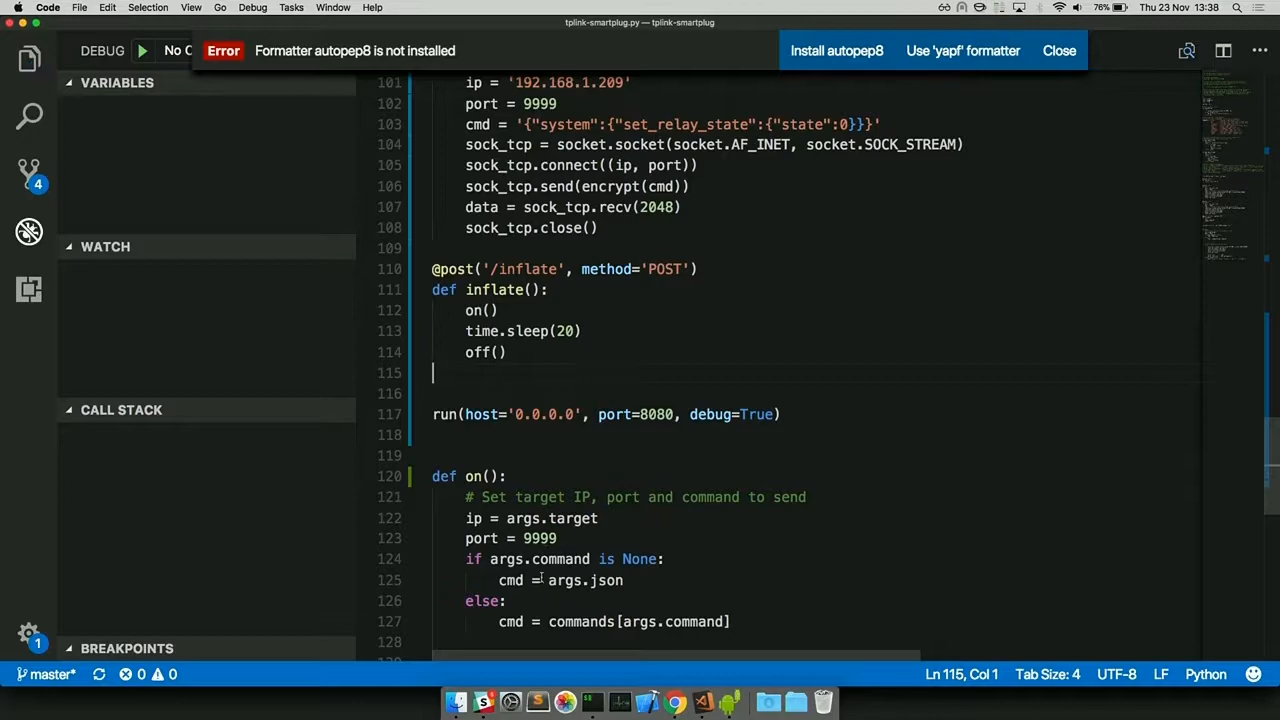 Code File Edit Selection View Go Debug Tasks Window Help 76% Thu 23 Nov 13:38
tplink-smartplug.py — tplink-smartplug
DEBUG No C
Error Formatter autopep8 is not installed Install autopep8 Use 'yapf' formatter Close
VARIABLES
WATCH
CALL STACK
BREAKPOINTS
4
1
101 ip = '192.168.1.209'
102 port = 9999
103 cmd = '{"system":{"set_relay_state":{"state":0}}}'
104 sock_tcp = socket.socket(socket.AF_INET, socket.SOCK_STREAM)
105 sock_tcp.connect((ip, port))
106 sock_tcp.send(encrypt(cmd))
107 data = sock_tcp.recv(2048)
108 sock_tcp.close()
109
110 @post('/inflate', method='POST')
111 def inflate():
112 on()
113 time.sleep(20)
114 off()
115
116
117 run(host='0.0.0.0', port=8080, debug=True)
118
119
120 def on():
121 # Set target IP, port and command to send
122 ip = args.target
123 port = 9999
124 if args.command is None:
125 cmd = args.json
126 else:
127 cmd = commands[args.command]
128
master* 0 0 Ln 115, Col 1 Tab Size: 4 UTF-8 LF Python